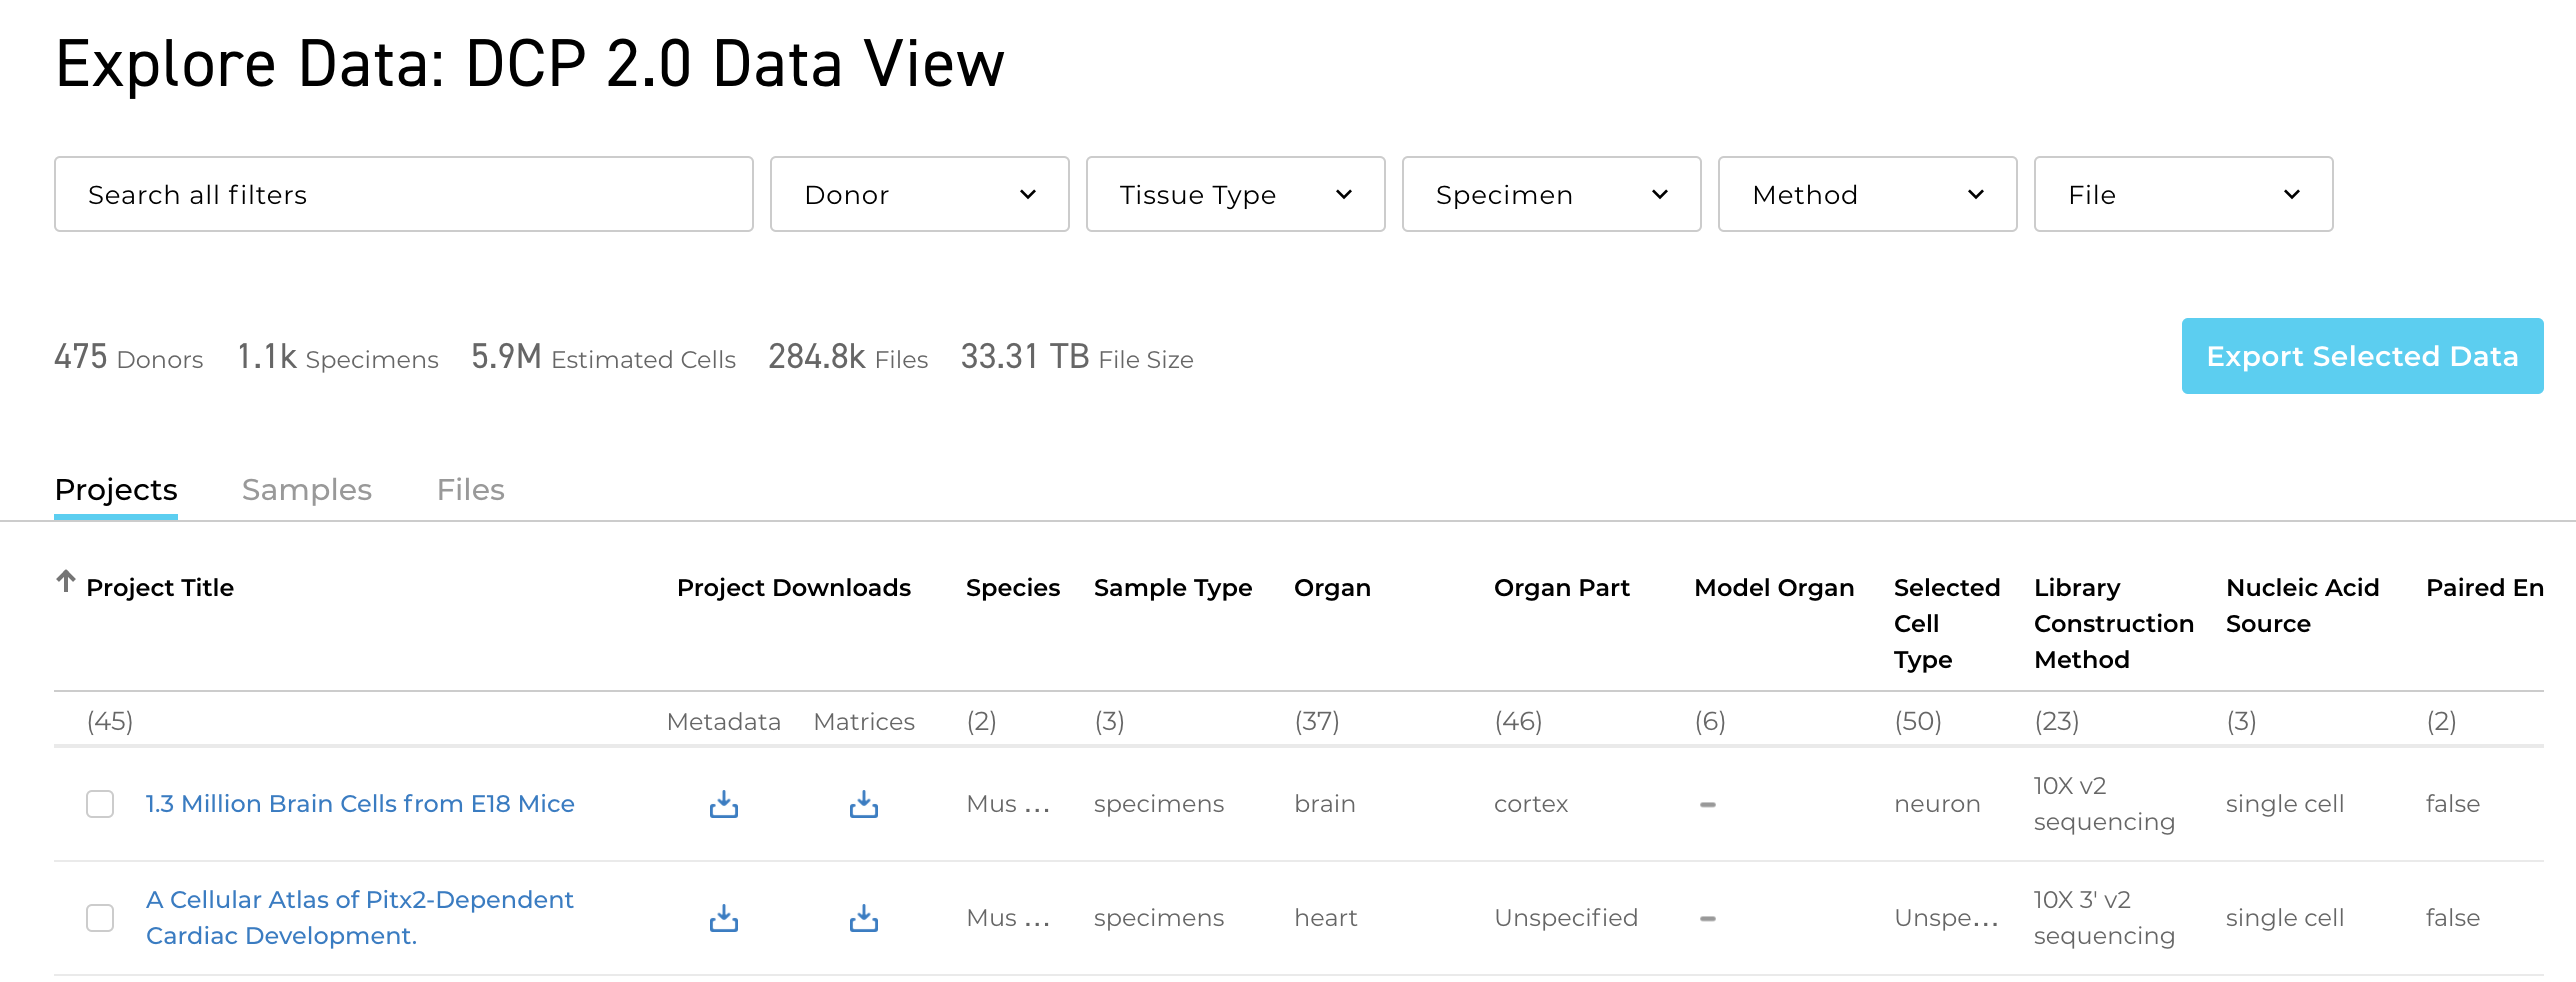 Explore Data: DCP 2.0 Data View
Search all filters
Donor
Tissue Type
Specimen
Method
File
475 Donors 1.1k Specimens 5.9M Estimated Cells 284.8k Files 33.31 TB File Size
Export Selected Data
Projects Samples Files
Project Title Project Downloads Species Sample Type Organ Organ Part Model Organ Selected Cell Type Library Construction Method Nucleic Acid Source Paired En
(45) Metadata Matrices (2) (3) (37) (46) (6) (50) (23) (3) (2)
1.3 Million Brain Cells from E18 Mice Mus ... specimens brain cortex – neuron 10X v2 sequencing single cell false
A Cellular Atlas of Pitx2-Dependent Cardiac Development. Mus ... specimens heart Unspecified – Unspe... 10X 3' v2 sequencing single cell false